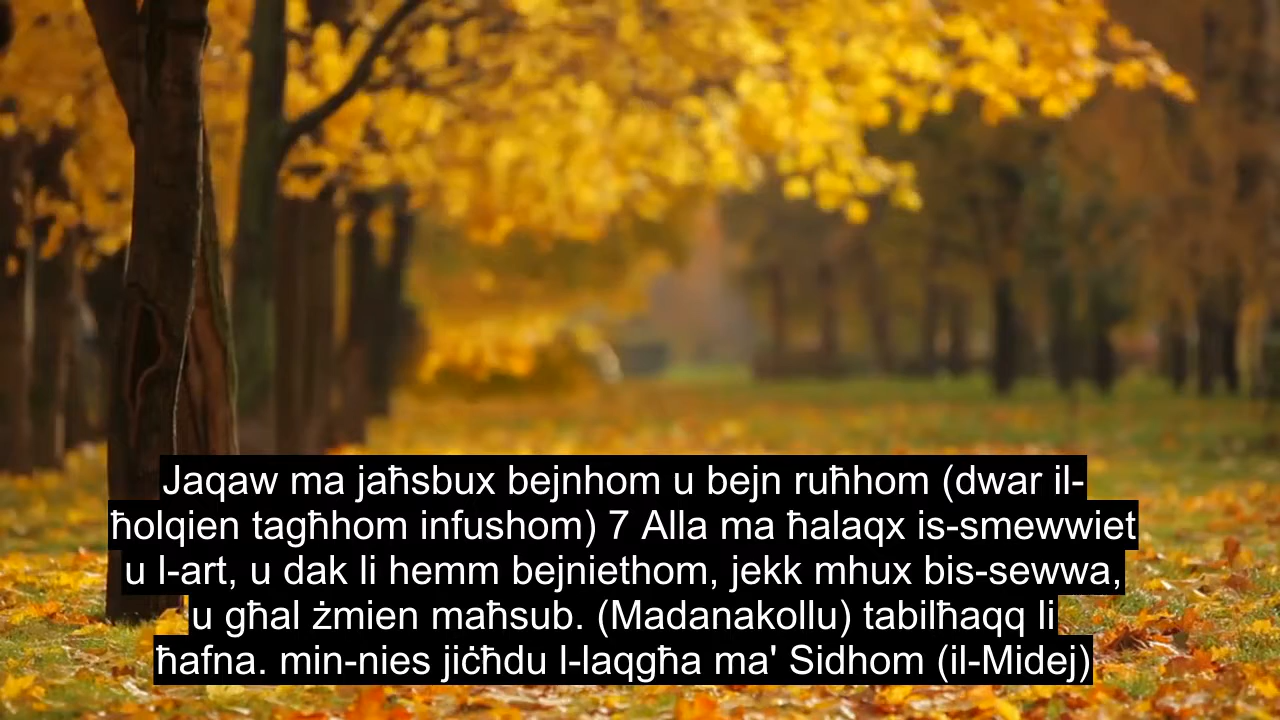 Jaqaw ma jaħsbux bejnhom u bejn ruħhom (dwar il-
ħolqien tagħhom infushom) 7 Alla ma ħalaqx is-smewwiet
u l-art, u dak li hemm bejniethom, jekk mhux bis-sewwa,
u għal żmien maħsub. (Madanakollu) tabilħaqq li
ħafna. min-nies jiċħdu l-laqgħa ma' Sidhom (il-Midej)